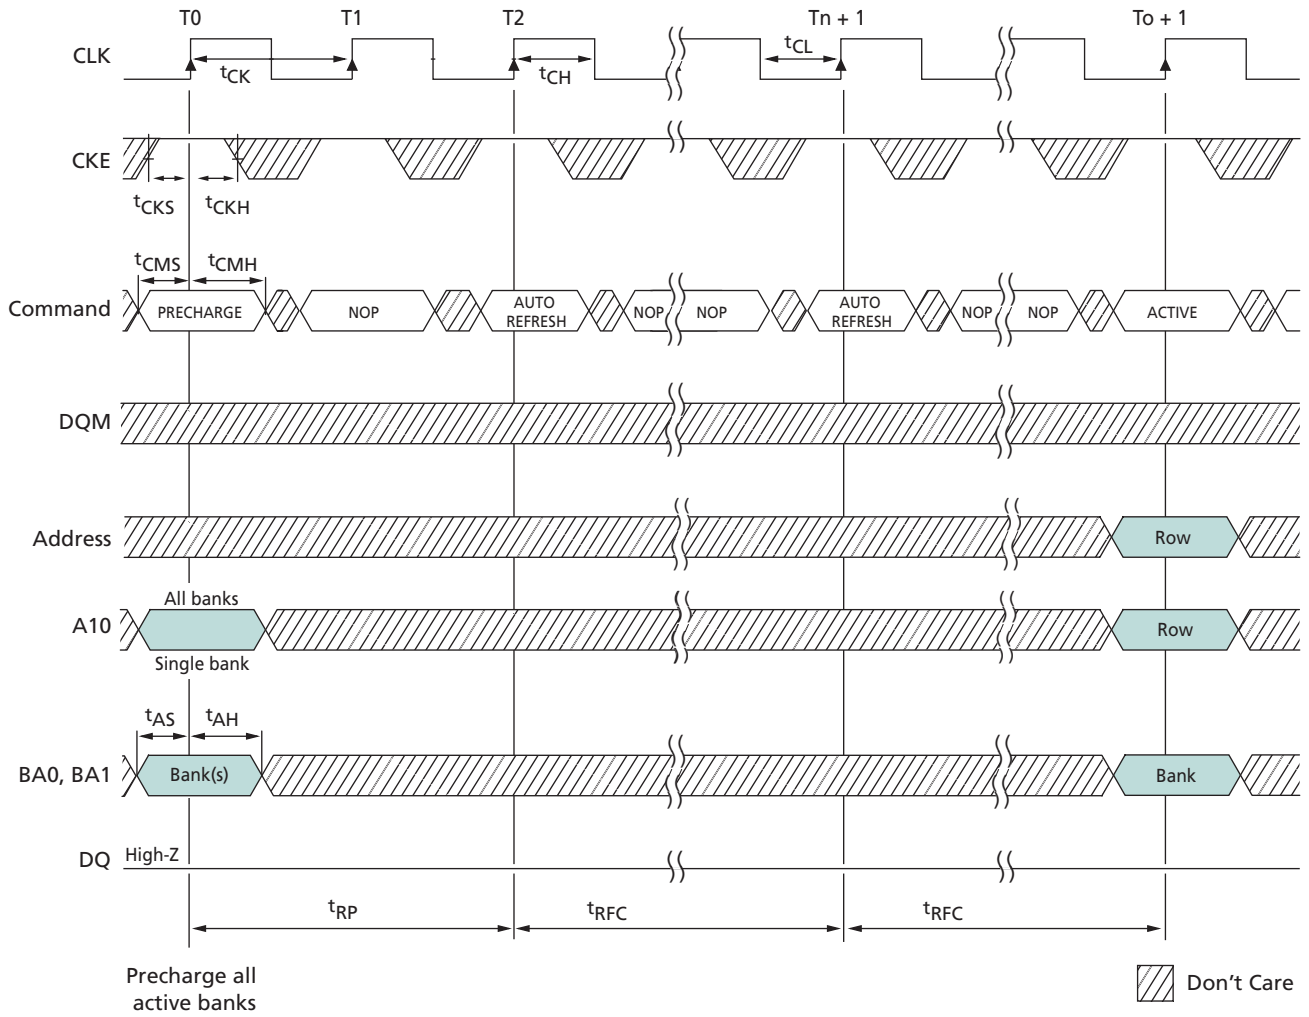 T0 T1 T2 Tn + 1 To + 1
CLK
tCK tCH tCL
CKE
tCKS tCKH
tCMS tCMH
Command PRECHARGE NOP AUTO REFRESH NOP NOP AUTO REFRESH NOP NOP ACTIVE
DQM
Address Row
All banks
A10 Row
Single bank
tAS tAH
BA0, BA1 Bank(s) Bank
DQ High-Z
tRP tRFC tRFC
Precharge all
active banks
Don't Care